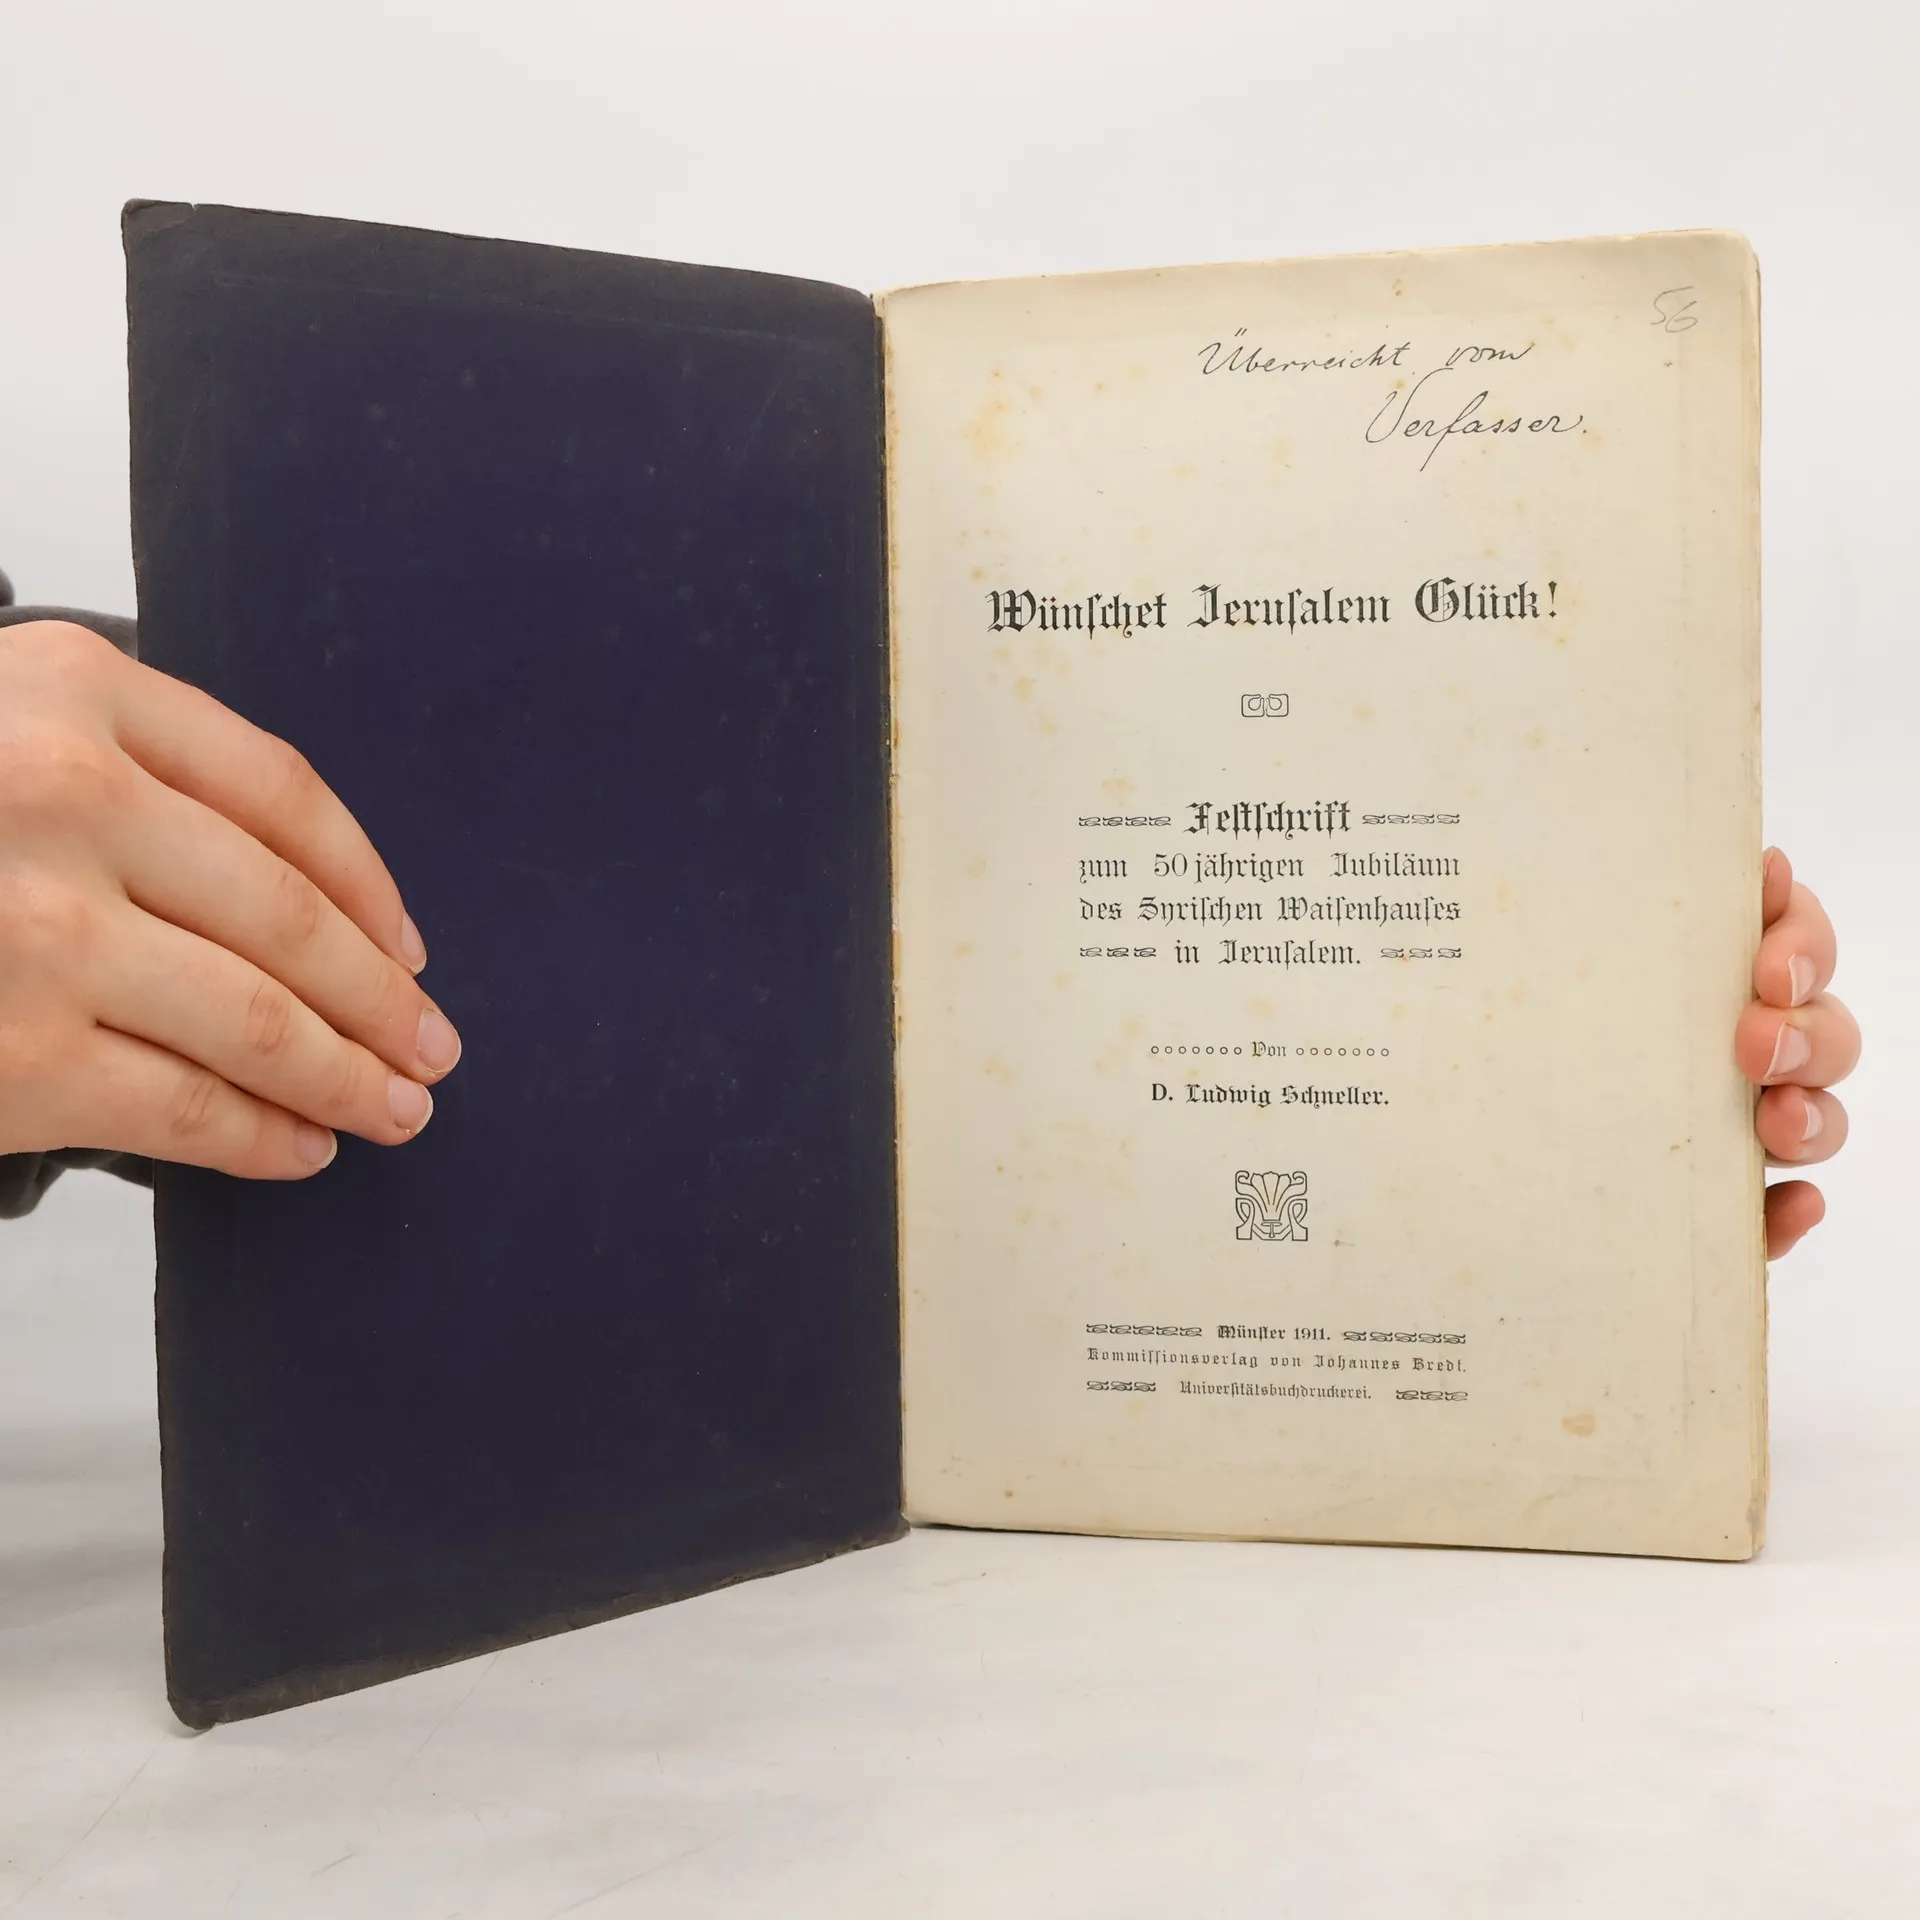 56
Überreicht vom
Verfasser.
Wünſchet Jeruſalem Glück!
Feſtſchrift
zum 50jährigen Jubiläum
des Syriſchen Waiſenhauſes
in Jeruſalem.
Von
D. Ludwig Schneller.
Münſter 1911.
Kommiſſionsverlag von Johannes Bredt.
Univerſitätsbuchdruckerei.